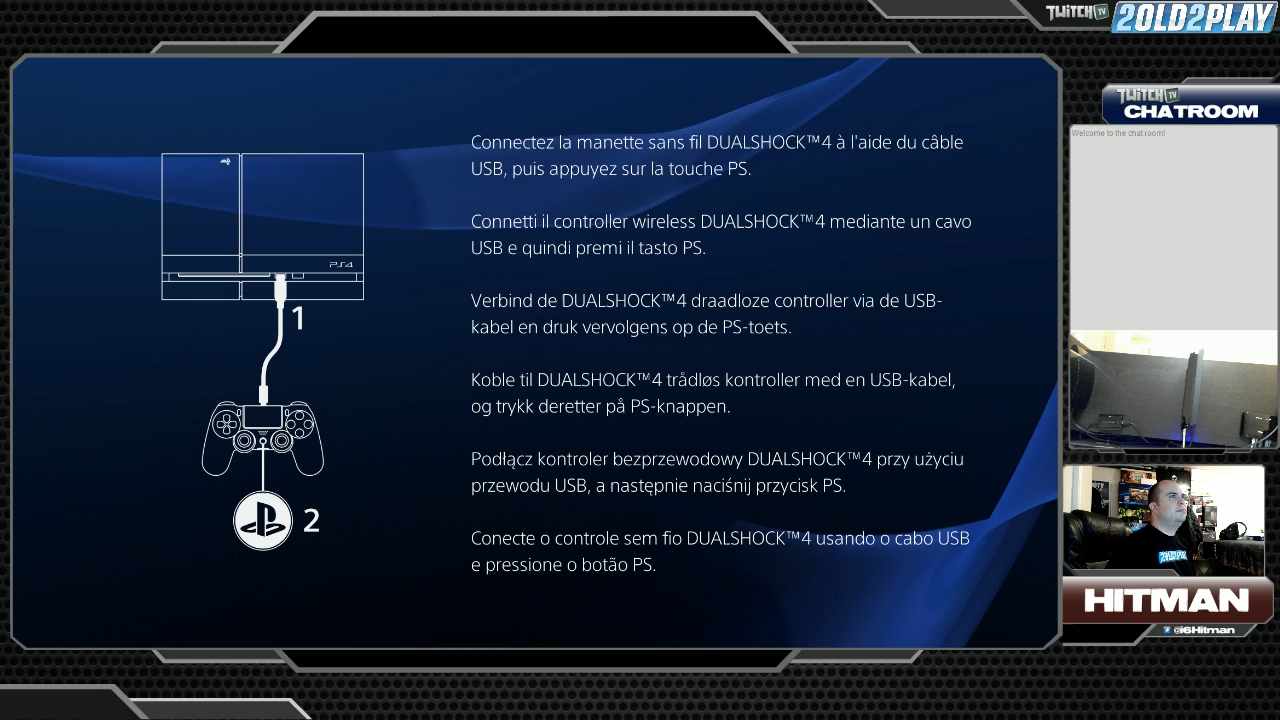 TWITCH TV 2OLD2PLAY
TWITCH TV
CHATROOM
Welcome to the chat room!
Connectez la manette sans fil DUALSHOCK™4 à l'aide du câble
USB, puis appuyez sur la touche PS.
Connetti il controller wireless DUALSHOCK™4 mediante un cavo
USB e quindi premi il tasto PS.
Verbind de DUALSHOCK™4 draadloze controller via de USB-
kabel en druk vervolgens op de PS-toets.
Koble til DUALSHOCK™4 trådløs kontroller med en USB-kabel,
og trykk deretter på PS-knappen.
Podłącz kontroler bezprzewodowy DUALSHOCK™4 przy użyciu
przewodu USB, a następnie naciśnij przycisk PS.
Conecte o controle sem fio DUALSHOCK™4 usando o cabo USB
e pressione o botão PS.
PS4
1
2
2OLD2PLAY
HITMAN
@i6Hitman